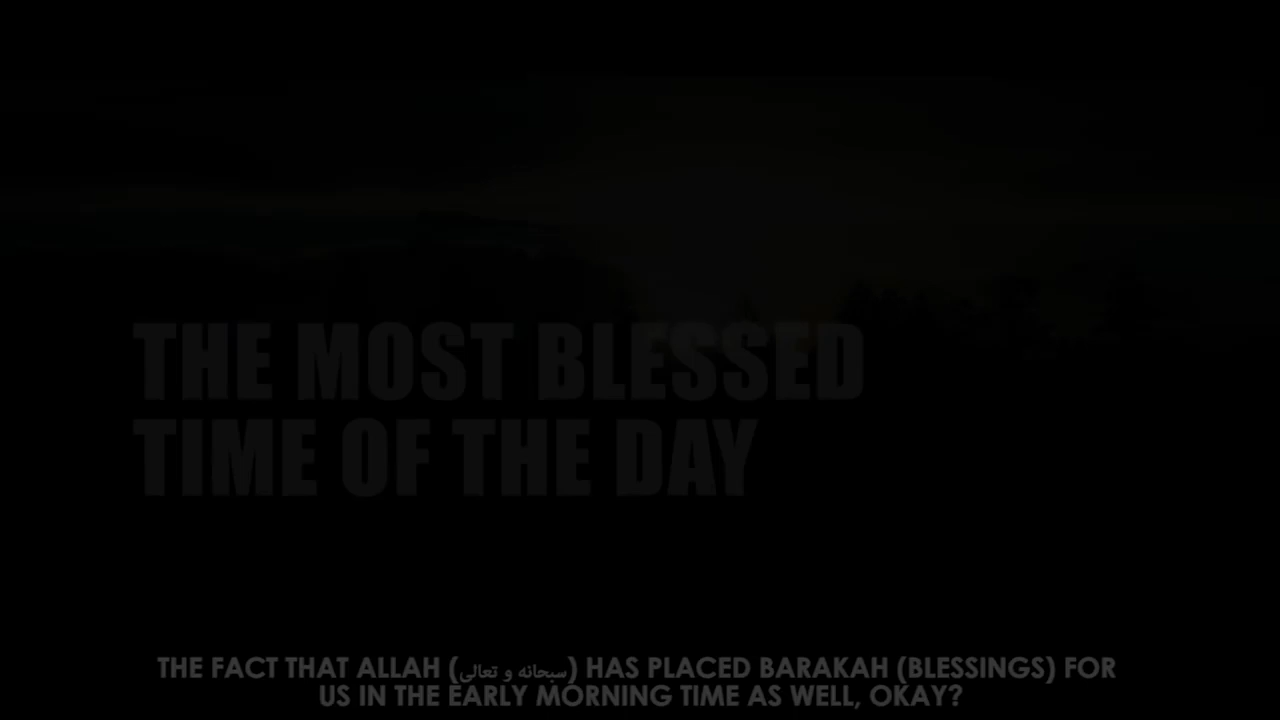 THE MOST BLESSED
TIME OF THE DAY
THE FACT THAT ALLAH (سبحانه و تعالى) HAS PLACED BARAKAH (BLESSINGS) FOR
US IN THE EARLY MORNING TIME AS WELL, OKAY?